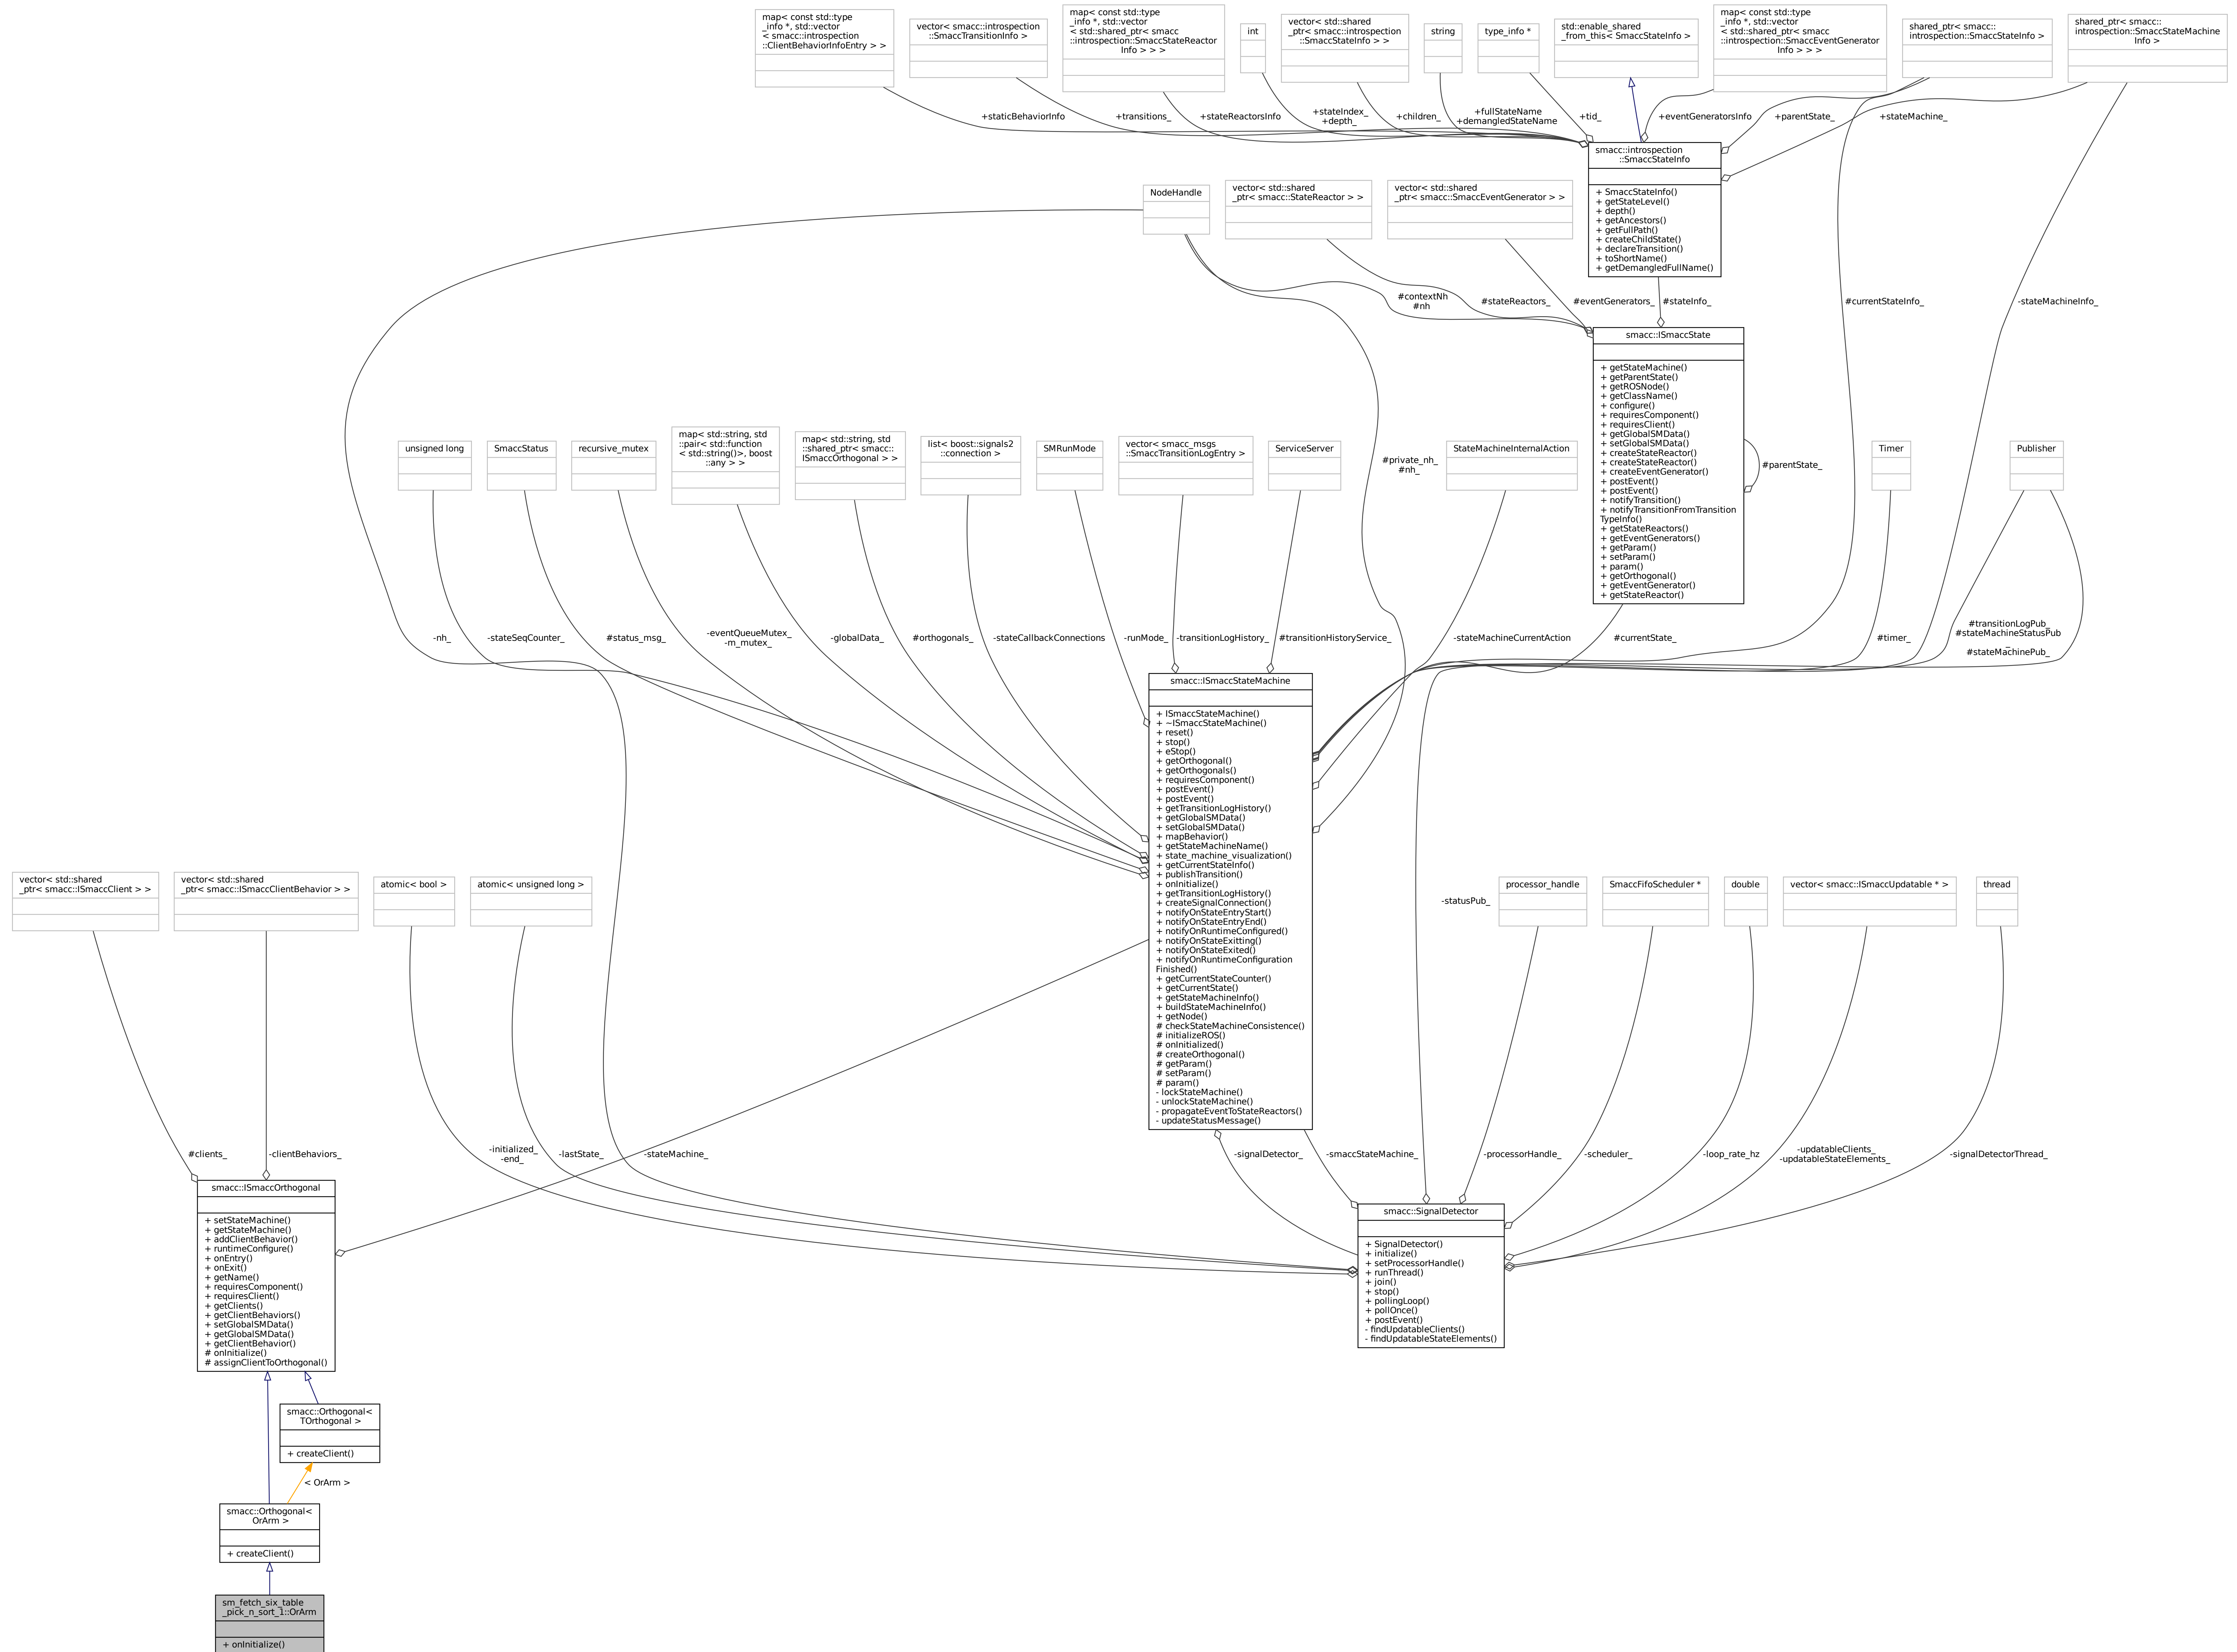 map< const std::type
_info *, std::vector
< smacc::introspection
::ClientBehaviorInfoEntry > >
vector< smacc::introspection
::SmaccTransitionInfo >
map< const std::type
_info *, std::vector
< std::shared_ptr< smacc
::introspection::SmaccStateReactor
Info > > >
int
vector< std::shared
_ptr< smacc::introspection
::SmaccStateInfo > >
string
type_info *
std::enable_shared
_from_this< SmaccStateInfo >
map< const std::type
_info *, std::vector
< std::shared_ptr< smacc
::introspection::SmaccEventGenerator
Info > > >
shared_ptr< smacc::
introspection::SmaccStateInfo >
shared_ptr< smacc::
introspection::SmaccStateMachine
Info >
+staticBehaviorInfo
+transitions_
+stateReactorsInfo
+stateIndex_
+depth_
+children_
+fullStateName
+demangledStateName
+tid_
+eventGeneratorsInfo
+parentState_
+stateMachine_
smacc::introspection
::SmaccStateInfo
+ SmaccStateInfo()
+ getStateLevel()
+ depth()
+ getAncestors()
+ getFullPath()
+ createChildState()
+ declareTransition()
+ toShortName()
+ getDemangledFullName()
NodeHandle
vector< std::shared
_ptr< smacc::StateReactor > >
vector< std::shared
_ptr< smacc::SmaccEventGenerator > >
#contextNh
#nh
#stateReactors_
#eventGenerators_
#stateInfo_
#currentStateInfo_
-stateMachineInfo_
smacc::ISmaccState
+ getStateMachine()
+ getParentState()
+ getROSNode()
+ getClassName()
+ configure()
+ requiresComponent()
+ requiresClient()
+ getGlobalSMData()
+ setGlobalSMData()
+ createStateReactor()
+ createStateReactor()
+ createEventGenerator()
+ postEvent()
+ postEvent()
+ notifyTransition()
+ notifyTransitionFromTransition
TypeInfo()
+ getStateReactors()
+ getEventGenerators()
+ getParam()
+ setParam()
+ param()
+ getOrthogonal()
+ getEventGenerator()
+ getStateReactor()
#parentState_
unsigned long
SmaccStatus
recursive_mutex
map< std::string, std
::pair< std::function
< std::string()>, boost
::any > >
map< std::string, std
::shared_ptr< smacc::
ISmaccOrthogonal > >
list< boost::signals2
::connection >
SMRunMode
vector< smacc_msgs
::SmaccTransitionLogEntry >
ServiceServer
#private_nh_
#nh_
StateMachineInternalAction
Timer
Publisher
-nh_
-stateSeqCounter_
#status_msg_
-eventQueueMutex_
-m_mutex_
-globalData_
#orthogonals_
-stateCallbackConnections
-runMode_
-transitionLogHistory_
#transitionHistoryService_
-stateMachineCurrentAction
#currentState_
#timer_
#transitionLogPub_
#stateMachineStatusPub
_
#stateMachinePub_
smacc::ISmaccStateMachine
+ ISmaccStateMachine()
+ ~ISmaccStateMachine()
+ reset()
+ stop()
+ eStop()
+ getOrthogonal()
+ getOrthogonals()
+ requiresComponent()
+ postEvent()
+ postEvent()
+ getTransitionLogHistory()
+ getGlobalSMData()
+ setGlobalSMData()
+ mapBehavior()
+ getStateMachineName()
+ state_machine_visualization()
+ getCurrentStateInfo()
+ publishTransition()
+ onInitialize()
+ getTransitionLogHistory()
+ createSignalConnection()
+ notifyOnStateEntryStart()
+ notifyOnStateEntryEnd()
+ notifyOnRuntimeConfigured()
+ notifyOnStateExitting()
+ notifyOnStateExited()
+ notifyOnRuntimeConfiguration
Finished()
+ getCurrentStateCounter()
+ getCurrentState()
+ getStateMachineInfo()
+ buildStateMachineInfo()
+ getNode()
# checkStateMachineConsistence()
# initializeROS()
# onInitialized()
# createOrthogonal()
# getParam()
# setParam()
# param()
- lockStateMachine()
- unlockStateMachine()
- propagateEventToStateReactors()
- updateStatusMessage()
vector< std::shared
_ptr< smacc::ISmaccClient > >
vector< std::shared
_ptr< smacc::ISmaccClientBehavior > >
atomic< bool >
atomic< unsigned long >
-statusPub_
processor_handle
SmaccFifoScheduler *
double
vector< smacc::ISmaccUpdatable * >
thread
#clients_
-clientBehaviors_
-initialized_
-end_
-lastState_
-stateMachine_
-signalDetector_
-smaccStateMachine_
-processorHandle_
-scheduler_
-loop_rate_hz
-updatableClients_
-updatableStateElements_
-signalDetectorThread_
smacc::ISmaccOrthogonal
+ setStateMachine()
+ getStateMachine()
+ addClientBehavior()
+ runtimeConfigure()
+ onEntry()
+ onExit()
+ getName()
+ requiresComponent()
+ requiresClient()
+ getClients()
+ getClientBehaviors()
+ setGlobalSMData()
+ getGlobalSMData()
+ getClientBehavior()
# onInitialize()
# assignClientToOrthogonal()
smacc::SignalDetector
+ SignalDetector()
+ initialize()
+ setProcessorHandle()
+ runThread()
+ join()
+ stop()
+ pollingLoop()
+ pollOnce()
+ postEvent()
- findUpdatableClients()
- findUpdatableStateElements()
smacc::Orthogonal<
TOrthogonal >
+ createClient()
< OrArm >
smacc::Orthogonal<
OrArm >
+ createClient()
sm_fetch_six_table
_pick_n_sort_1::OrArm
+ onInitialize()